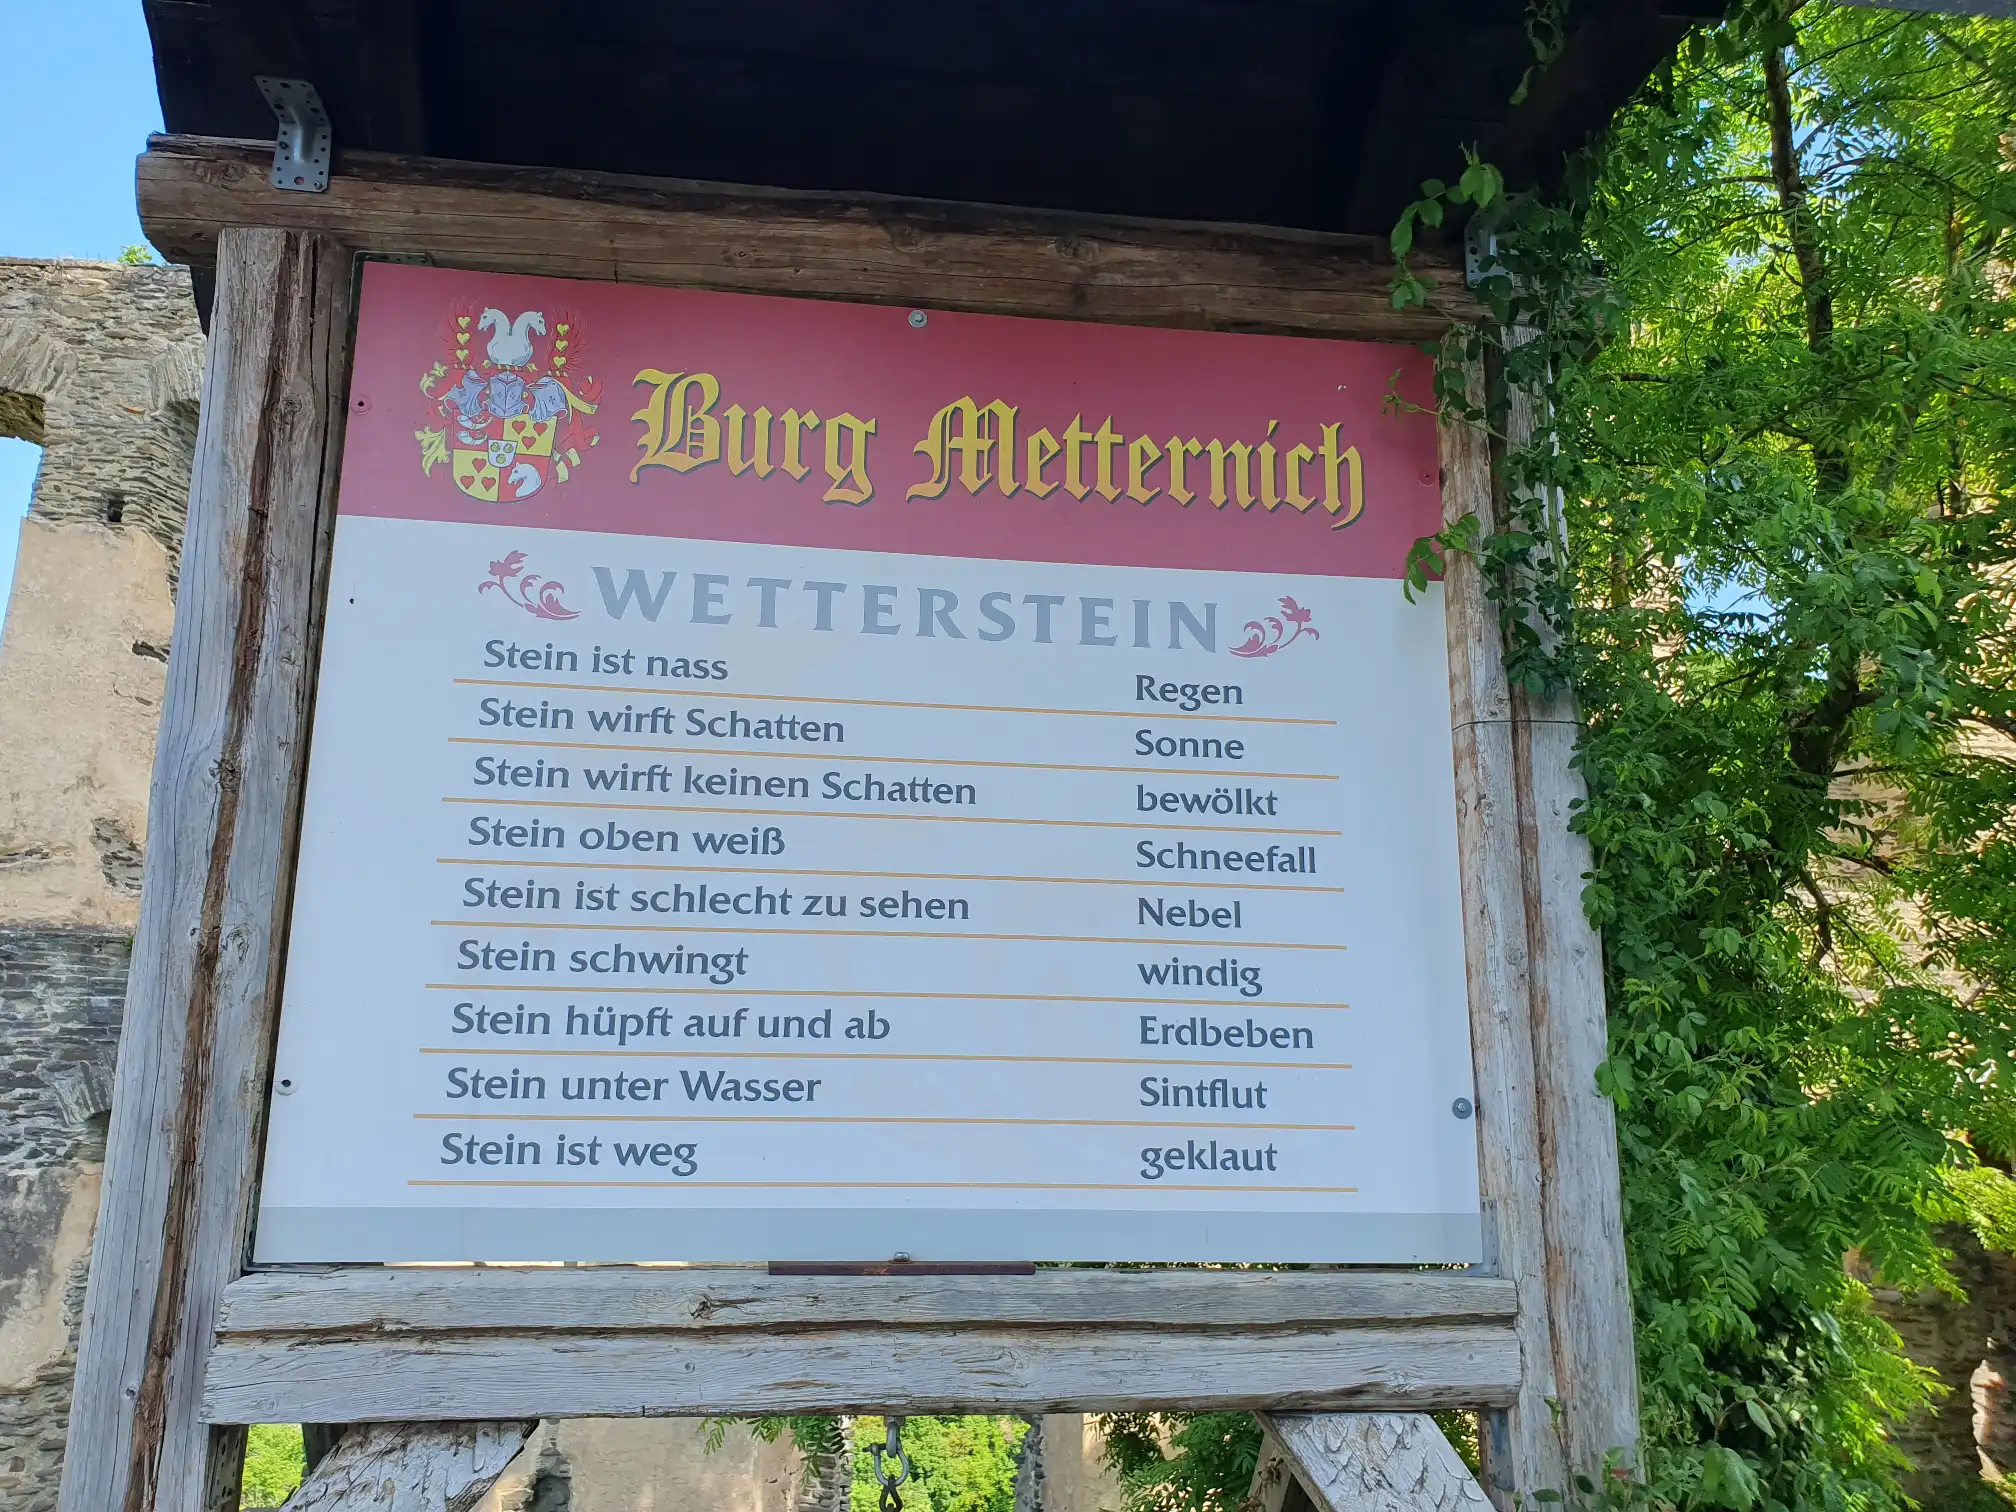 Burg Metternich
WETTERSTEIN
Stein ist nass Regen
Stein wirft Schatten Sonne
Stein wirft keinen Schatten bewölkt
Stein oben weiß Schneefall
Stein ist schlecht zu sehen Nebel
Stein schwingt windig
Stein hüpft auf und ab Erdbeben
Stein unter Wasser Sintflut
Stein ist weg geklaut